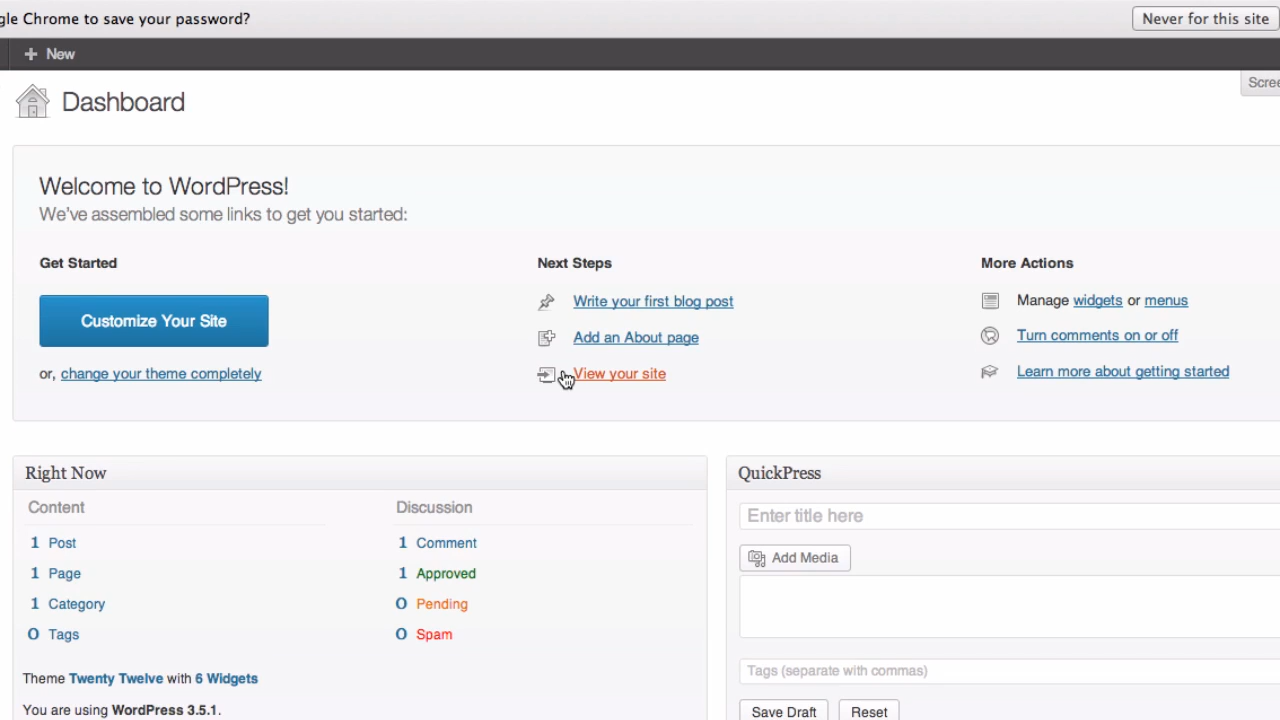 gle Chrome to save your password?
Never for this site
+ New
Scree
Dashboard
Welcome to WordPress!
We've assembled some links to get you started:
Get Started
Customize Your Site
or, change your theme completely
Next Steps
Write your first blog post
Add an About page
View your site
More Actions
Manage widgets or menus
Turn comments on or off
Learn more about getting started
Right Now
Content
1 Post
1 Page
1 Category
0 Tags
Discussion
1 Comment
1 Approved
0 Pending
0 Spam
Theme Twenty Twelve with 6 Widgets
You are using WordPress 3.5.1.
QuickPress
Enter title here
Add Media
Tags (separate with commas)
Save Draft
Reset